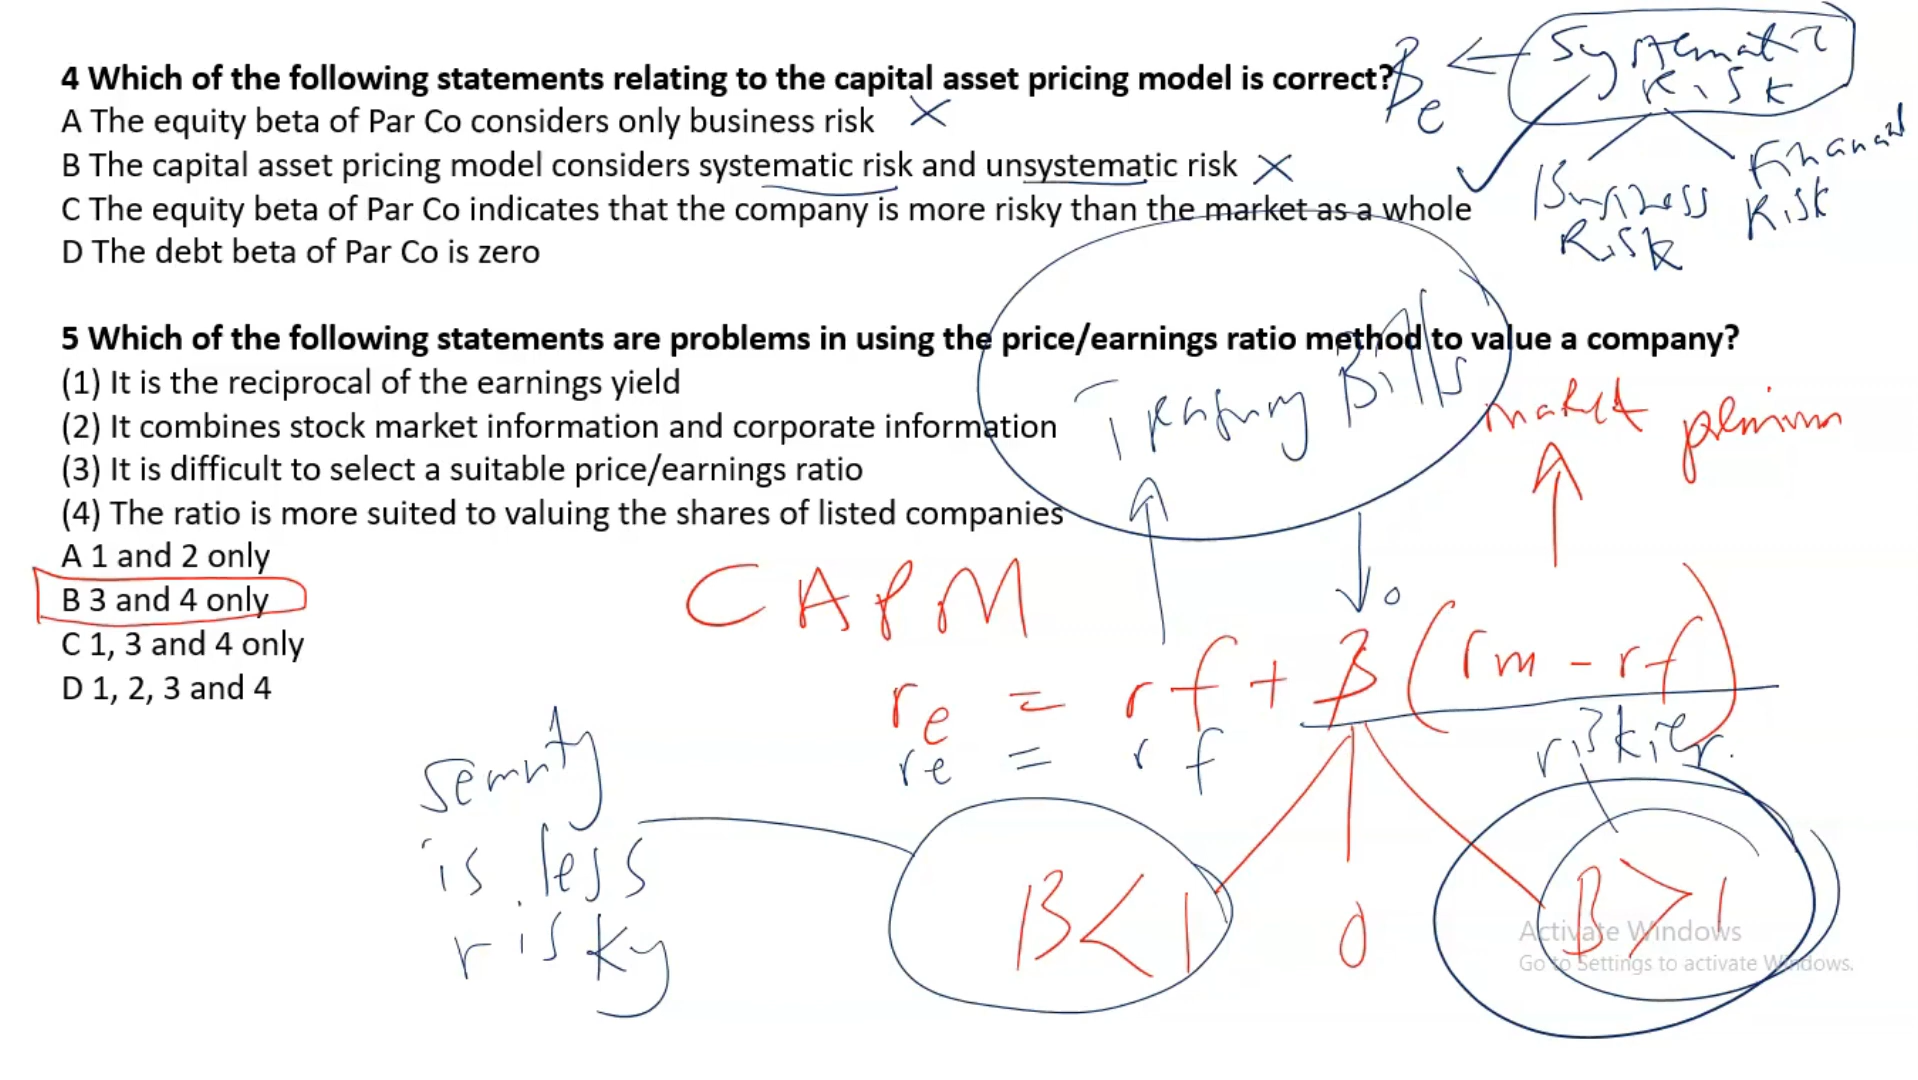 4 Which of the following statements relating to the capital asset pricing model is correct?
A The equity beta of Par Co considers only business risk
B The capital asset pricing model considers systematic risk and unsystematic risk
C The equity beta of Par Co indicates that the company is more risky than the market as a whole
D The debt beta of Par Co is zero
Be
Systematic
Risk
Business
Risk
Financial
Risk
5 Which of the following statements are problems in using the price/earnings ratio method to value a company?
(1) It is the reciprocal of the earnings yield
(2) It combines stock market information and corporate information
(3) It is difficult to select a suitable price/earnings ratio
(4) The ratio is more suited to valuing the shares of listed companies
A 1 and 2 only
B 3 and 4 only
C 1, 3 and 4 only
D 1, 2, 3 and 4
Treasury Bills
market premium
CAPM
0
re = rf + B (rm - rf)
re = rf
riskier.
security
is less
risky
B<1
0
B>1
Activate Windows
Go to Settings to activate Windows.